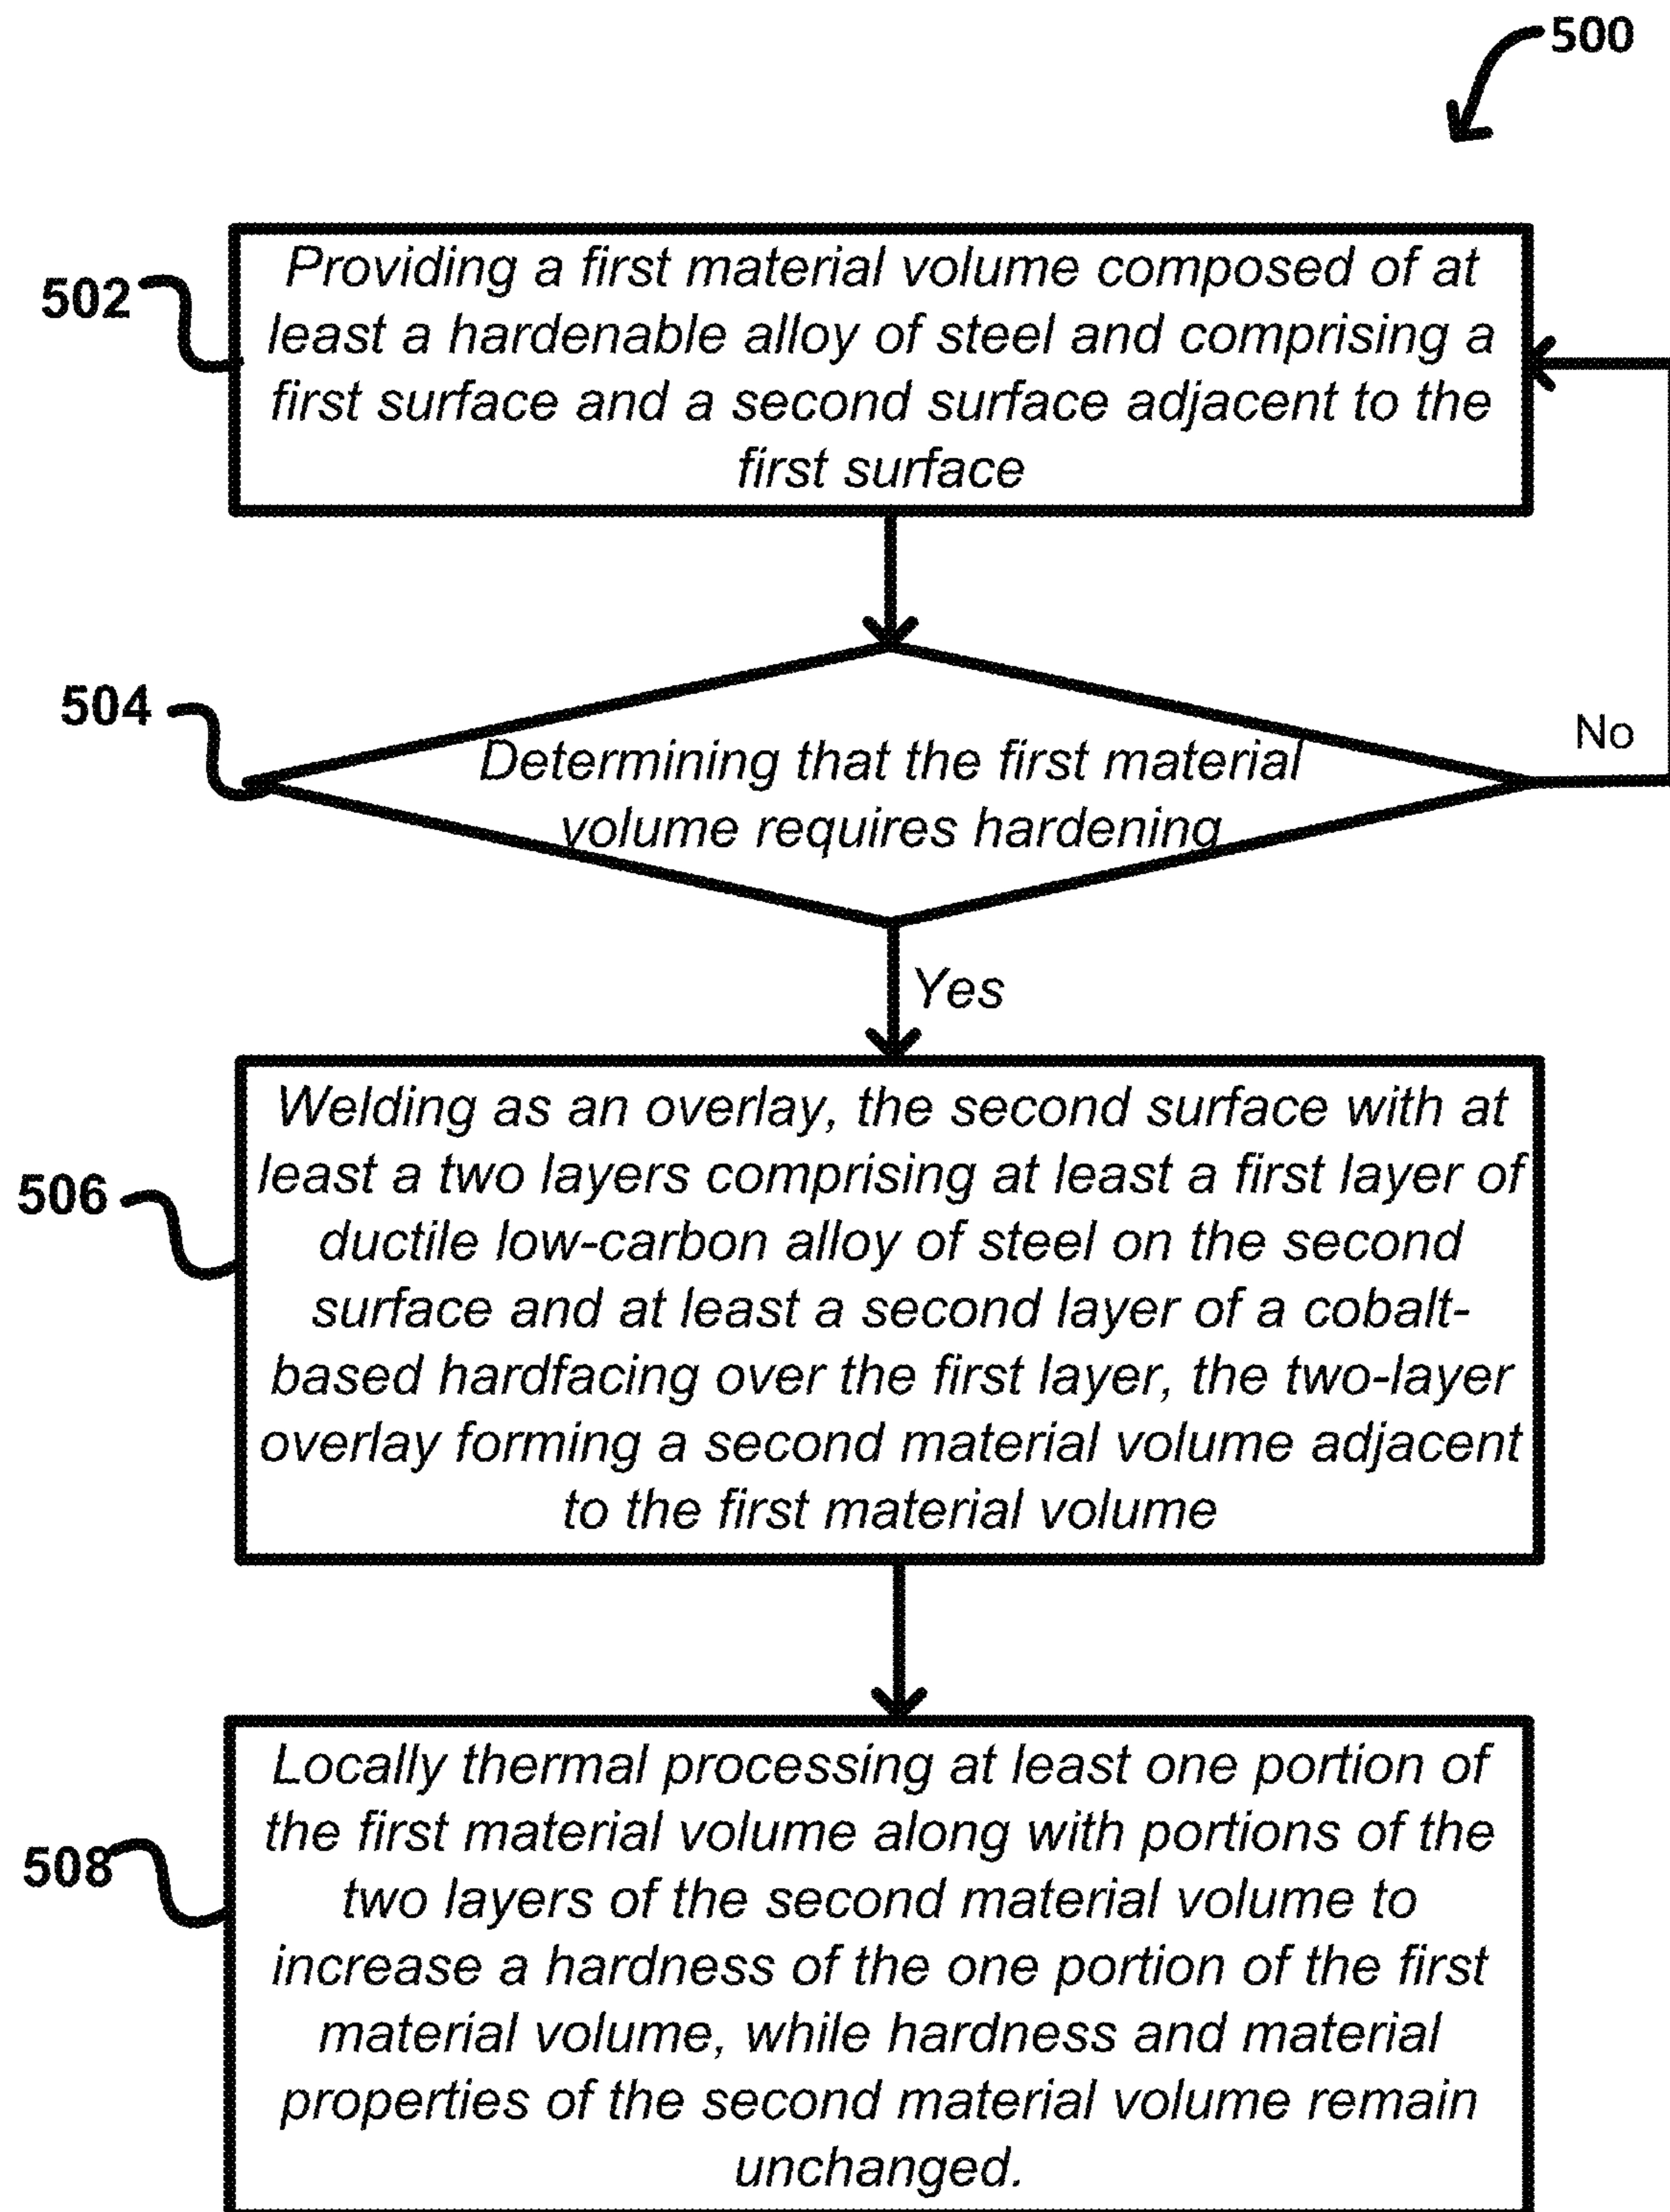 500
502
Providing a first material volume composed of at
least a hardenable alloy of steel and comprising a
first surface and a second surface adjacent to the
first surface
504
Determining that the first material
volume requires hardening
No
Yes
506
Welding as an overlay, the second surface with at
least a two layers comprising at least a first layer of
ductile low-carbon alloy of steel on the second
surface and at least a second layer of a cobalt-
based hardfacing over the first layer, the two-layer
overlay forming a second material volume adjacent
to the first material volume
508
Locally thermal processing at least one portion of
the first material volume along with portions of the
two layers of the second material volume to
increase a hardness of the one portion of the first
material volume, while hardness and material
properties of the second material volume remain
unchanged.